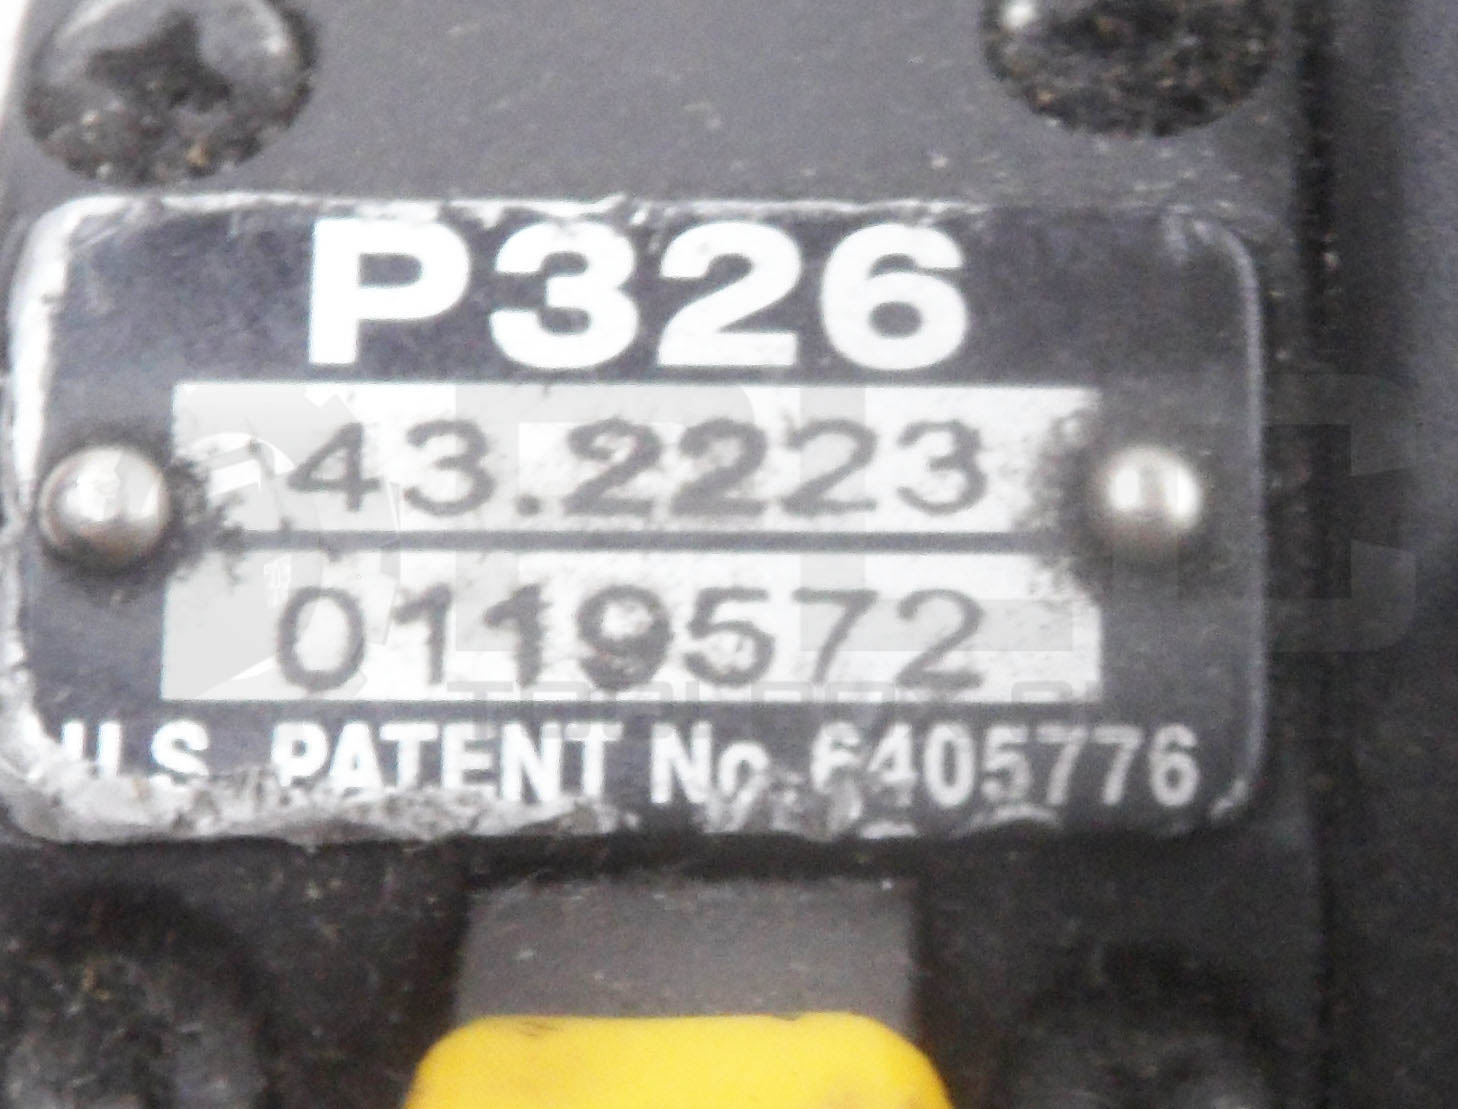 P326
43.2223
0119572
U.S. PATENT No. 6405776